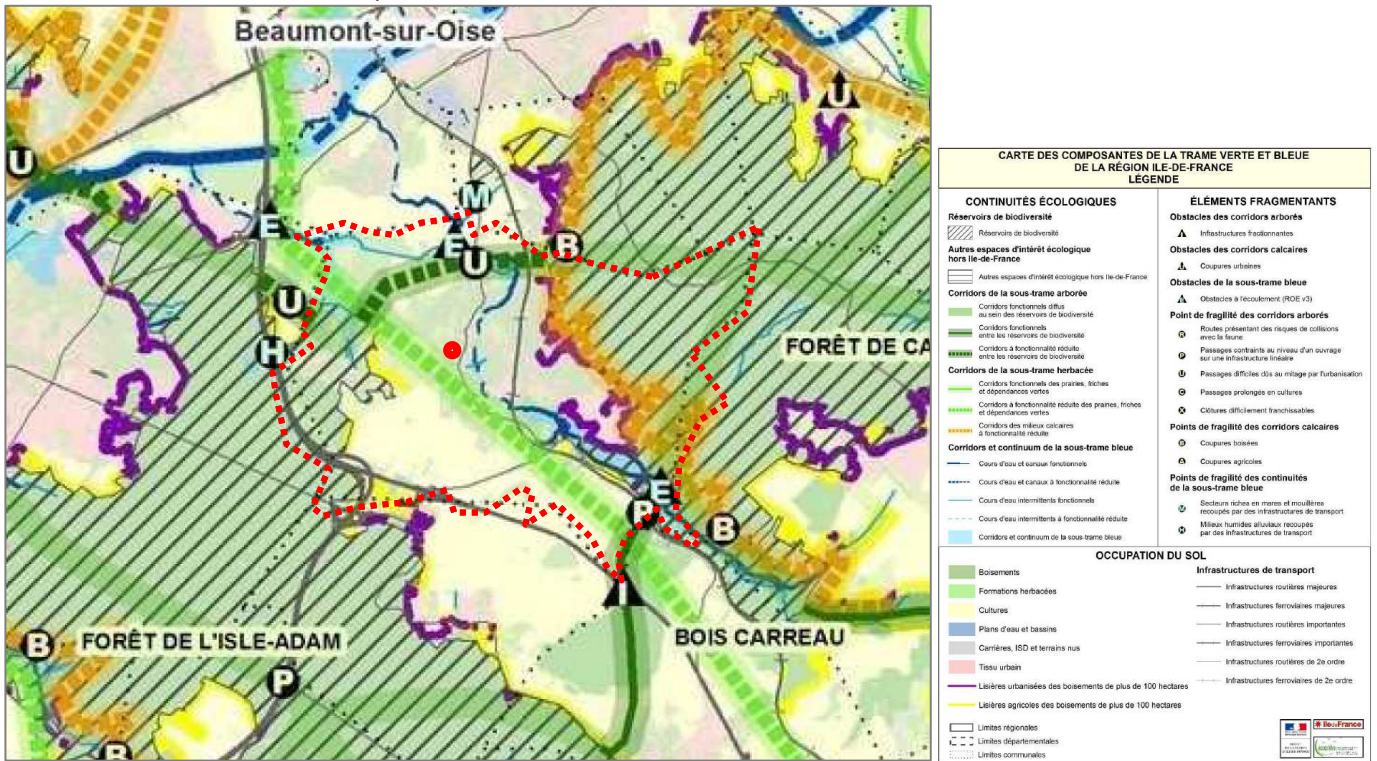 Beaumont-sur-Oise
U
U
M
E
E
B
U
U
H
FORÊT DE CA
E
P
B
I
BOIS CARREAU
FORÊT DE L'ISLE-ADAM
B
P
B
CARTE DES COMPOSANTES DE LA TRAME VERTE ET BLEUE
DE LA RÉGION ILE-DE-FRANCE
LÉGENDE
CONTINUITÉS ÉCOLOGIQUES
Réservoirs de biodiversité
Réservoirs de biodiversité
Autres espaces d'intérêt écologique
hors Ile-de-France
Autres espaces d'intérêt écologique hors Ile-de-France
Corridors de la sous-trame arborée
Corridors fonctionnels diffus
au sein des réservoirs de biodiversité
Corridors fonctionnels
entre les réservoirs de biodiversité
Corridors à fonctionnalité réduite
entre les réservoirs de biodiversité
Corridors de la sous-trame herbacée
Corridors fonctionnels des prairies, friches
et dépendances vertes
Corridors à fonctionnalité réduite des prairies, friches
et dépendances vertes
Corridors des milieux calcaires
à fonctionnalité réduite
Corridors et continuum de la sous-trame bleue
Cours d'eau et canaux fonctionnels
Cours d'eau et canaux à fonctionnalité réduite
Cours d'eau intermittents fonctionnels
Cours d'eau intermittents à fonctionnalité réduite
Corridors et continuum de la sous-trame bleue
ÉLÉMENTS FRAGMENTANTS
Obstacles des corridors arborés
Infrastructures fractionnantes
Obstacles des corridors calcaires
Coupures urbaines
Obstacles de la sous-trame bleue
Obstacles à l'écoulement (ROE v3)
Point de fragilité des corridors arborés
Routes présentant des risques de collisions
avec la faune
P Passages contraints au niveau d'un ouvrage
sur une infrastructure linéaire
U Passages difficiles dûs au mitage par l'urbanisation
C Passages prolongés en cultures
Clôtures difficilement franchissables
Points de fragilité des corridors calcaires
B Coupures boisées
Coupures agricoles
Points de fragilité des continuités
de la sous-trame bleue
M Secteurs riches en mares et mouillères
recoupés par des infrastructures de transport
H Milieux humides alluviaux recoupés
par des infrastructures de transport
OCCUPATION DU SOL
Boisements
Formations herbacées
Cultures
Plans d'eau et bassins
Carrières, ISD et terrains nus
Tissu urbain
Lisières urbanisées des boisements de plus de 100 hectares
Lisières agricoles des boisements de plus de 100 hectares
Limites régionales
Limites départementales
Limites communales
Infrastructures de transport
Infrastructures routières majeures
Infrastructures ferroviaires majeures
Infrastructures routières importantes
Infrastructures ferroviaires importantes
Infrastructures routières de 2e ordre
Infrastructures ferroviaires de 2e ordre
île de France